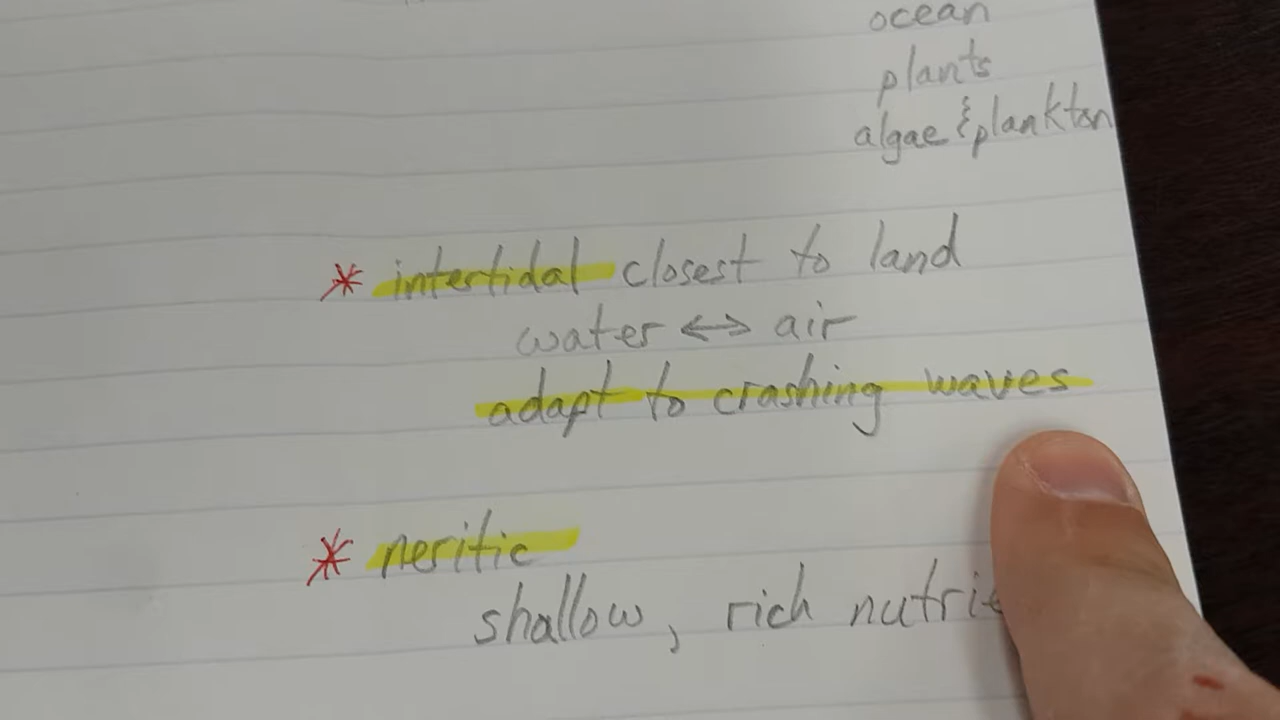 ocean
plants
algae & plankton
* intertidal closest to land
water ↔ air
adapt to crashing waves
* neritic
shallow, rich